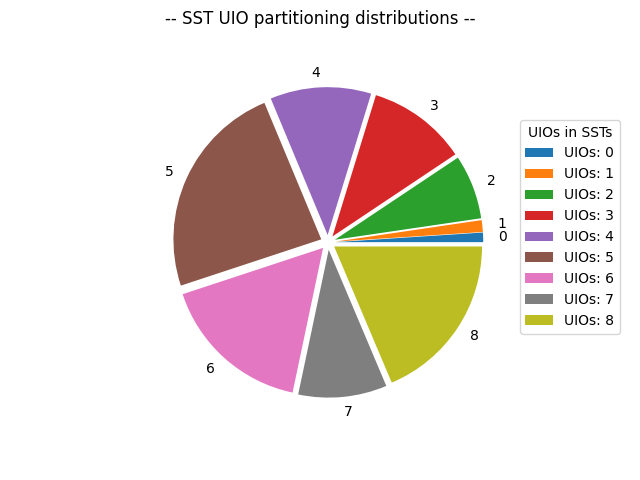 -- SST UIO partitioning distributions --
4
3
5
2
1
0
8
6
7
UIOs in SSTs
UIOs: 0
UIOs: 1
UIOs: 2
UIOs: 3
UIOs: 4
UIOs: 5
UIOs: 6
UIOs: 7
UIOs: 8